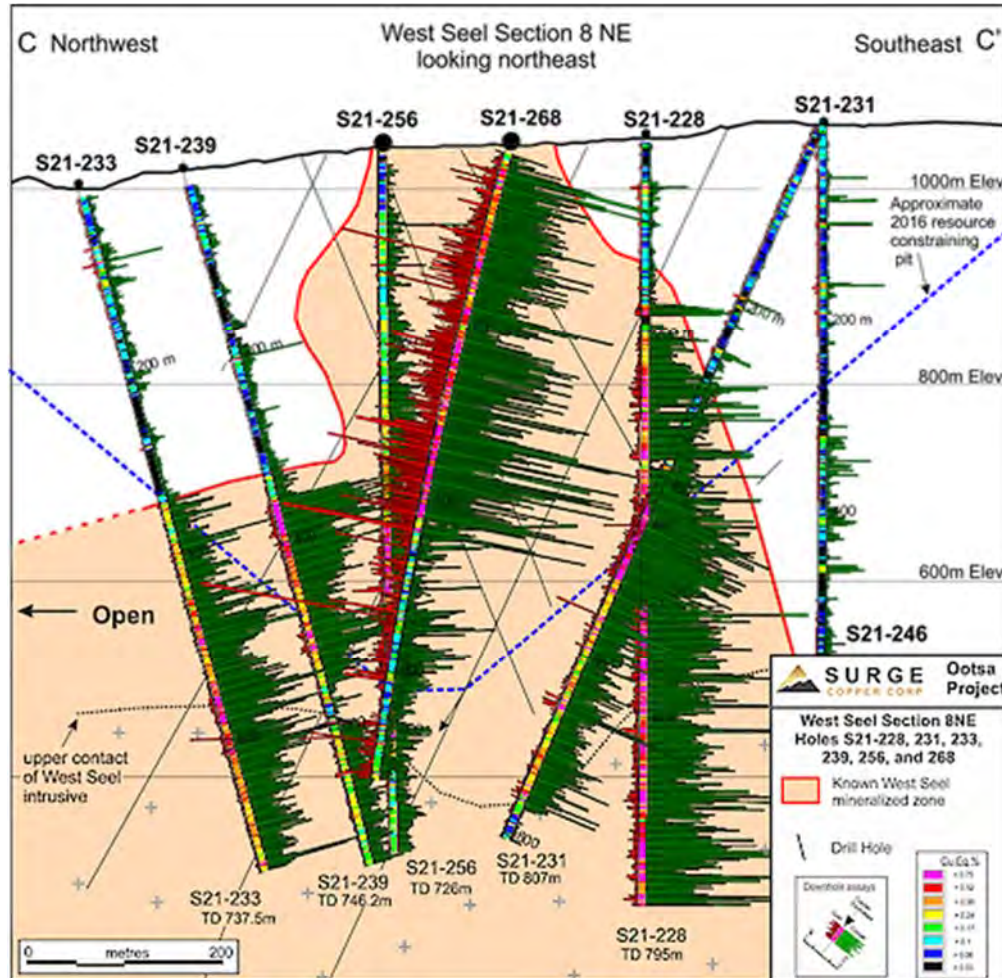 C Northwest
West Seel Section 8 NE
looking northeast
Southeast C'
S21-233
S21-239
S21-256
S21-268
S21-228
S21-231
1000m Elev
Approximate
2016 resource
constraining
pit
200 m
200 m
800m Elev
600m Elev
Open
S21-246
upper contact
of West Seel
intrusive
S21-233
TD 737.5m
S21-239
TD 746.2m
S21-256
TD 726m
S21-231
TD 807m
S21-228
TD 795m
0 metres 200
SURGE
COPPER CORP
Ootsa
Project
West Seel Section 8NE
Holes S21-228, 231, 233,
239, 256, and 268
Known West Seel
mineralized zone
Drill Hole
Downhole assays
Cu.Eq.%